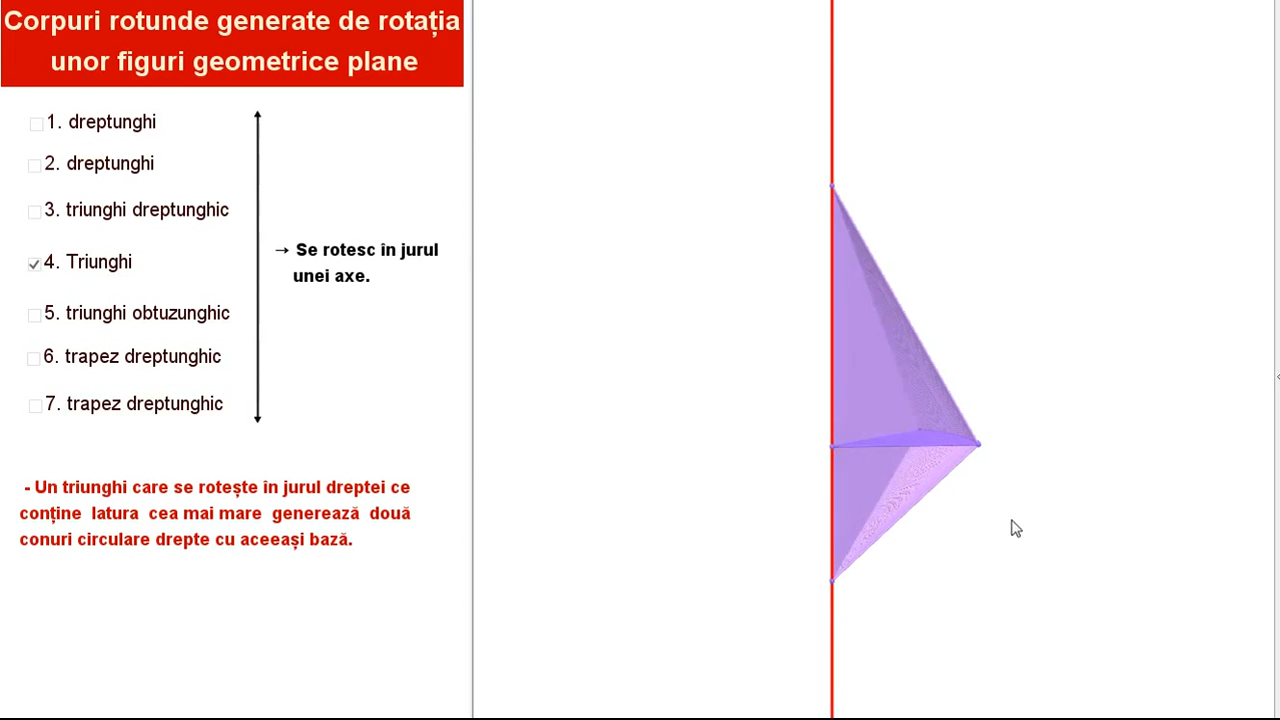 Corpuri rotunde generate de rotația
unor figuri geometrice plane
1. dreptunghi
2. dreptunghi
3. triunghi dreptunghic
4. Triunghi
→ Se rotesc în jurul
unei axe.
5. triunghi obtuzunghic
6. trapez dreptunghic
7. trapez dreptunghic
- Un triunghi care se rotește în jurul dreptei ce
conține latura cea mai mare generează două
conuri circulare drepte cu aceeași bază.